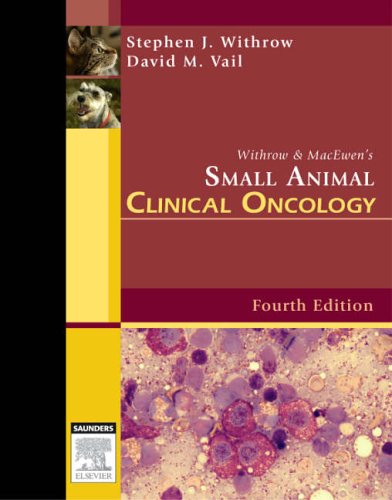 Stephen J. Withrow
David M. Vail
Withrow & MacEwen's
SMALL ANIMAL
CLINICAL ONCOLOGY
Fourth Edition
SAUNDERS
ELSEVIER